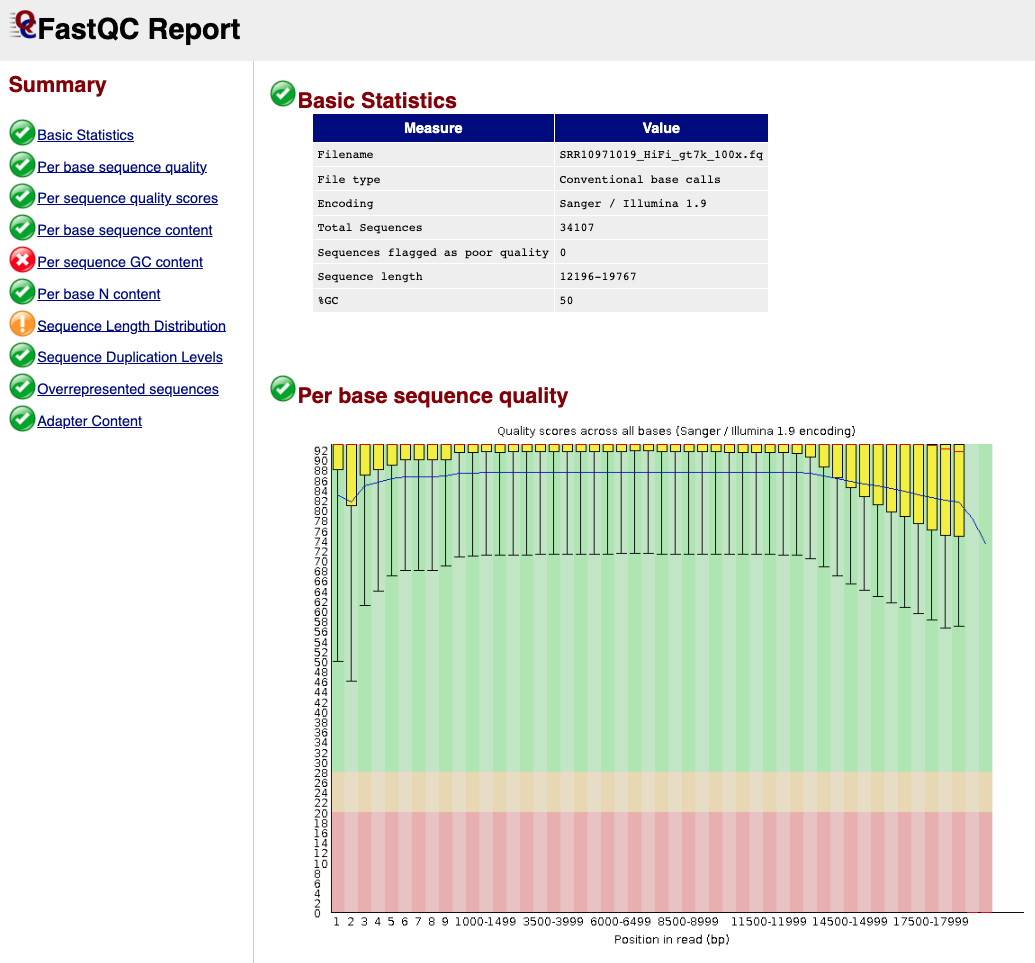 FastQC Report
Summary
Basic Statistics
Per base sequence quality
Per sequence quality scores
Per base sequence content
Per sequence GC content
Per base N content
Sequence Length Distribution
Sequence Duplication Levels
Overrepresented sequences
Adapter Content
Basic Statistics
Measure Value
Filename SRR10971019_HiFi_gt7k_100x.fq
File type Conventional base calls
Encoding Sanger / Illumina 1.9
Total Sequences 34107
Sequences flagged as poor quality 0
Sequence length 12196-19767
%GC 50
Per base sequence quality
Quality scores across all bases (Sanger / Illumina 1.9 encoding)
92
90
88
86
84
82
80
78
76
74
72
70
68
66
64
62
60
58
56
54
52
50
48
46
44
42
40
38
36
34
32
30
28
26
24
22
20
18
16
14
12
10
8
6
4
2
0
1 2 3 4 5 6 7 8 9 1000-1499 3500-3999 6000-6499 8500-8999 11500-11999 14500-14999 17500-17999
Position in read (bp)